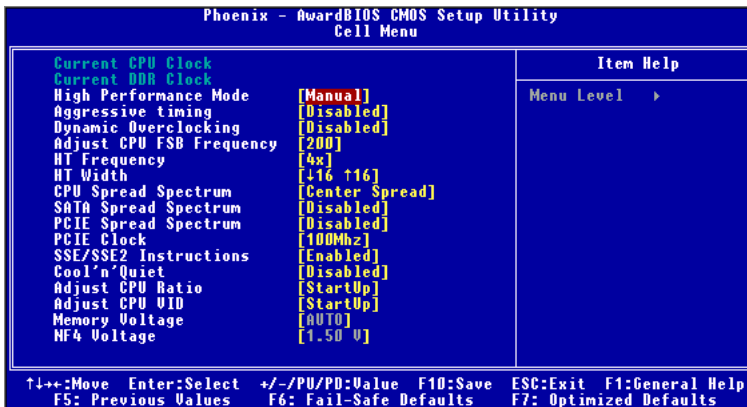 Phoenix - AwardBIOS CMOS Setup Utility
Cell Menu
Current CPU Clock
Current DDR Clock
High Performance Mode [Manual]
Aggressive timing [Disabled]
Dynamic Overclocking [Disabled]
Adjust CPU FSB Frequency [200]
HT Frequency [4x]
HT Width [↓16 ↑16]
CPU Spread Spectrum [Center Spread]
SATA Spread Spectrum [Disabled]
PCIE Spread Spectrum [Disabled]
PCIE Clock [100Mhz]
SSE/SSE2 Instructions [Enabled]
Cool'n'Quiet [Disabled]
Adjust CPU Ratio [StartUp]
Adjust CPU VID [StartUp]
Memory Voltage [AUTO]
NF4 Voltage [1.50 V]
Item Help
Menu Level ▸
↑↓→←:Move Enter:Select +/-/PU/PD:Value F10:Save ESC:Exit F1:General Help
F5: Previous Values F6: Fail-Safe Defaults F7: Optimized Defaults